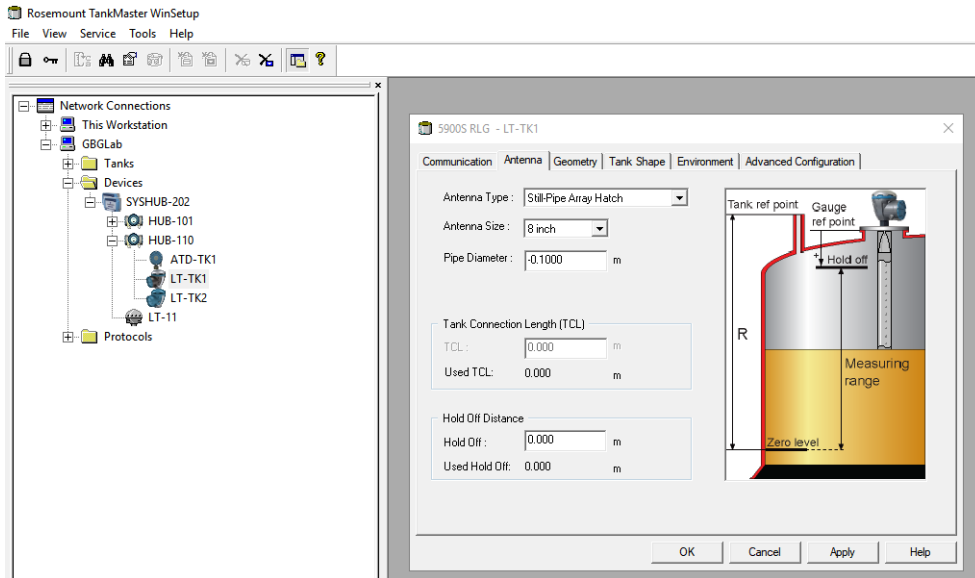 Rosemount TankMaster WinSetup
File View Service Tools Help
Network Connections
This Workstation
GBGLab
Tanks
Devices
SYSHUB-202
HUB-101
HUB-110
ATD-TK1
LT-TK1
LT-TK2
LT-11
Protocols
5900S RLG - LT-TK1
Communication Antenna Geometry Tank Shape Environment Advanced Configuration
Antenna Type : Still-Pipe Array Hatch
Antenna Size : 8 inch
Pipe Diameter : -0.1000 m
Tank Connection Length (TCL)
TCL : 0.000 m
Used TCL: 0.000 m
Hold Off Distance
Hold Off : 0.000 m
Used Hold Off: 0.000 m
Tank ref point
Gauge
ref point
+ Hold off
R
Measuring
range
Zero level
OK Cancel Apply Help